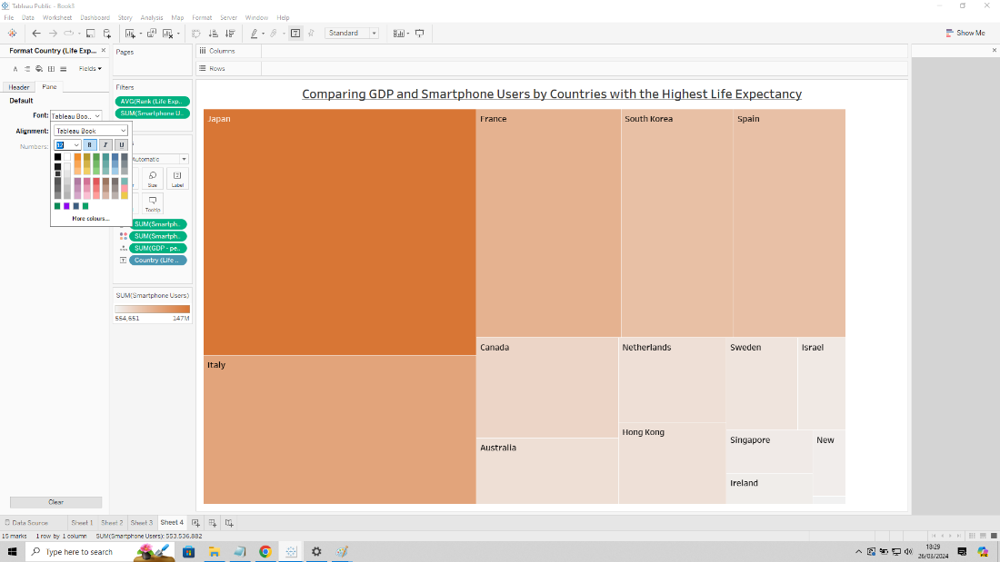 Tableau Public - Book5
File Data Worksheet Dashboard Story Analysis Map Format Server Window Help
Standard
Show Me
Format Country (Life Exp...
Fields
Header Pane
Default
Font: Tableau Boo..
Alignment:
Numbers:
Tableau Book
12 B I U
More colours...
Clear
Pages
Filters
AVG(Rank (Life Exp..
SUM(Smartphone U..
Automatic
Size Label
Tooltip
SUM(Smartph..
SUM(Smartph..
SUM(GDP - pe..
Country (Life ..
SUM(Smartphone Users)
554,651 147M
Columns
Rows
Comparing GDP and Smartphone Users by Countries with the Highest Life Expectancy
Japan France South Korea Spain
Canada Netherlands Sweden Israel
Italy
Hong Kong
Singapore New
Australia
Ireland
Data Source Sheet 1 Sheet 2 Sheet 3 Sheet 4
15 marks 1 row by 1 column SUM(Smartphone Users): 553.536.882
Type here to search
18:29
26/03/2024